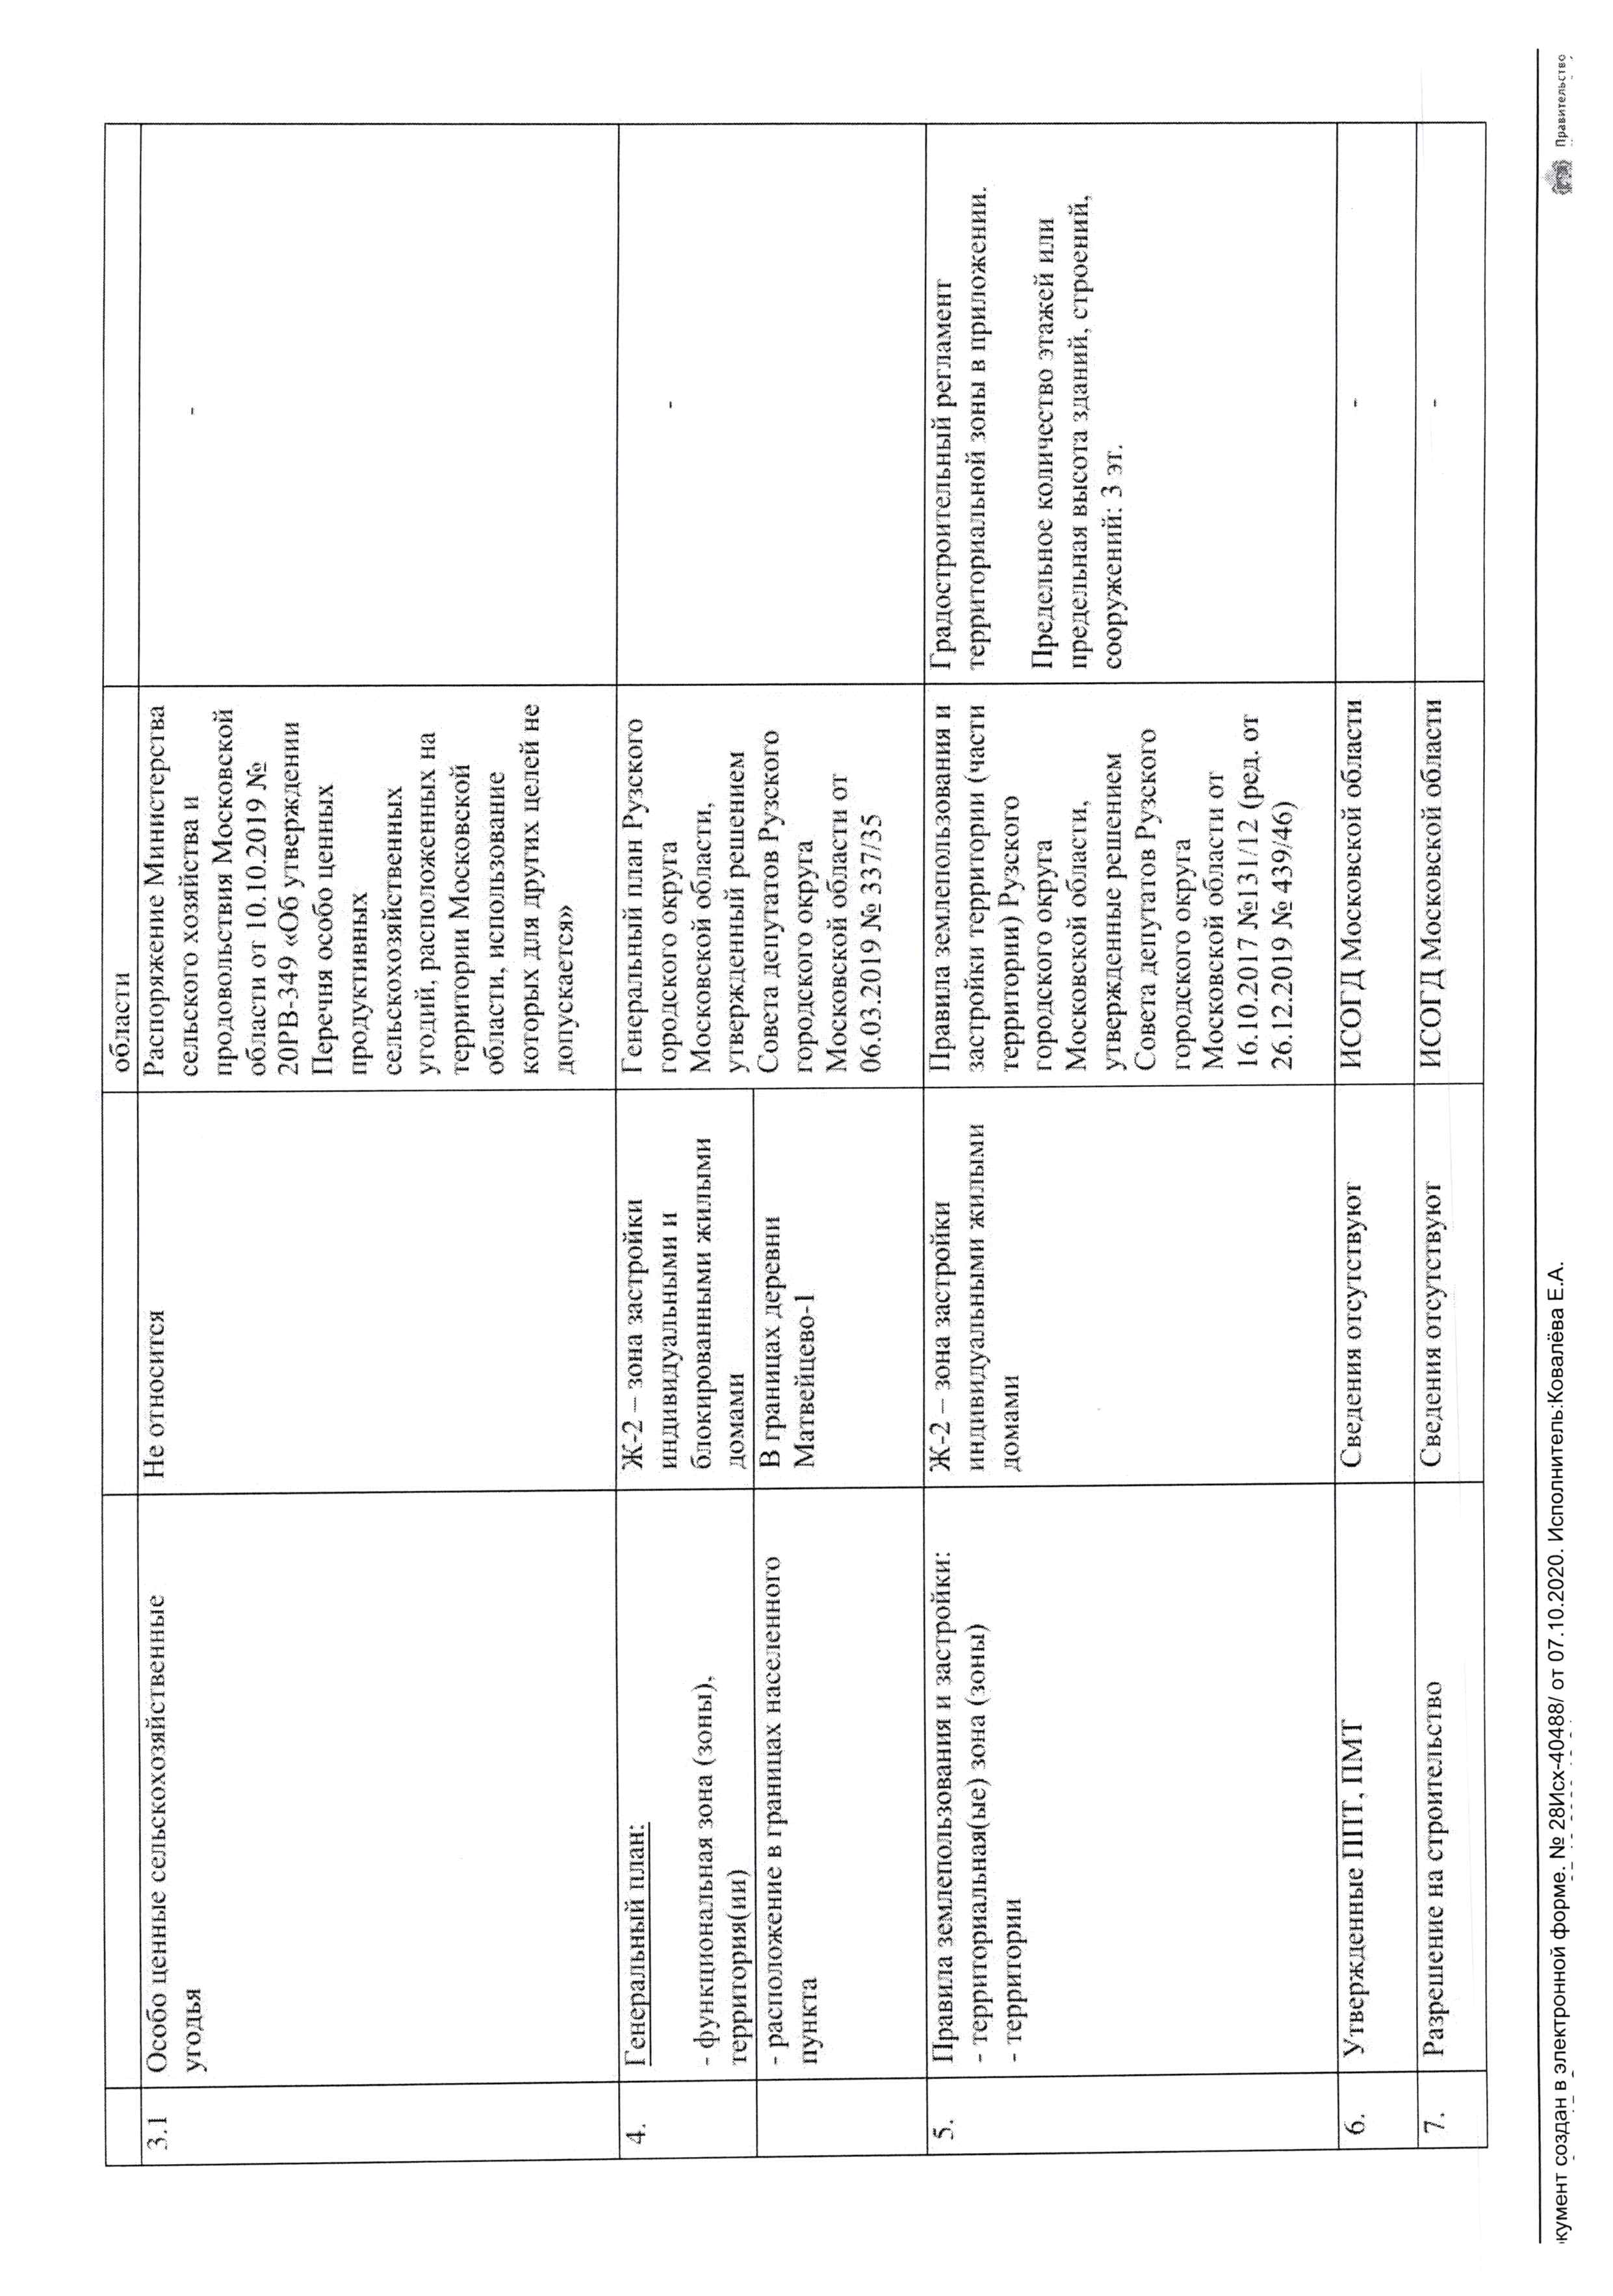 области
3.1
Особо ценные сельскохозяйственные
угодья
Не относится
Распоряжение Министерства
сельского хозяйства и
продовольствия Московской
области от 10.10.2019 №
20РВ-349 «Об утверждении
Перечня особо ценных
продуктивных
сельскохозяйственных
угодий, расположенных на
территории Московской
области, использование
которых для других целей не
допускается»
-
4.
Генеральный план:
- функциональная зона (зоны),
территория(ии)
Ж-2 – зона застройки
индивидуальными и
блокированными жилыми
домами
Генеральный план Рузского
городского округа
Московской области,
утвержденный решением
Совета депутатов Рузского
городского округа
Московской области от
06.03.2019 № 337/35
-
- расположение в границах населенного
пункта
В границах деревни
Матвейцево-1
5.
Правила землепользования и застройки:
- территориальная(ые) зона (зоны)
- территории
Ж-2 – зона застройки
индивидуальными жилыми
домами
Правила землепользования и
застройки территории (части
территории) Рузского
городского округа
Московской области,
утвержденные решением
Совета депутатов Рузского
городского округа
Московской области от
16.10.2017 №131/12 (ред. от
26.12.2019 № 439/46)
Градостроительный регламент
территориальной зоны в приложении.
Предельное количество этажей или
предельная высота зданий, строений,
сооружений: 3 эт.
6.
Утвержденные ППТ, ПМТ
Сведения отсутствуют
ИСОГД Московской области
-
7.
Разрешение на строительство
Сведения отсутствуют
ИСОГД Московской области
-
кумент создан в электронной форме. № 28Исх-40488/ от 07.10.2020. Исполнитель:Ковалёва Е.А.
Правительство